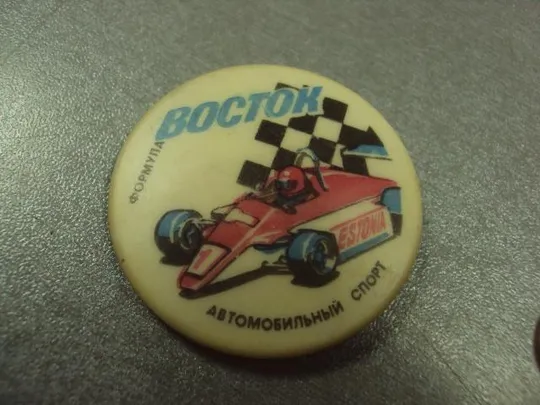 ФОРМУЛА
ВОСТОК
ESTONIA
1
АВТОМОБИЛЬНЫЙ СПОРТ